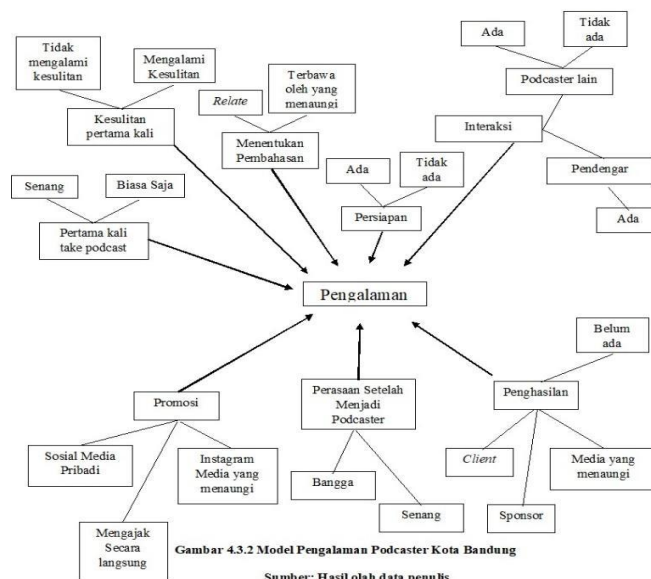 Tidak
mengalami
kesulitan
Mengalami
Kesulitan
Kesulitan
pertama kali
Relate
Terbawa
oleh yang
menaungi
Menentukan
Pembahasan
Ada
Tidak
ada
Podcaster lain
Interaksi
Pendengar
Ada
Ada
Tidak
ada
Persiapan
Senang
Biasa Saja
Pertama kali
take podcast
Pengalaman
Promosi
Sosial Media
Pribadi
Mengajak
Secara
langsung
Instagram
Media yang
menaungi
Perasaan Setelah
Menjadi
Podcaster
Bangga
Senang
Belum
ada
Penghasilan
Client
Sponsor
Media yang
menaungi
Gambar 4.3.2 Model Pengalaman Podcaster Kota Bandung
Sumber: Hasil olah data penulis